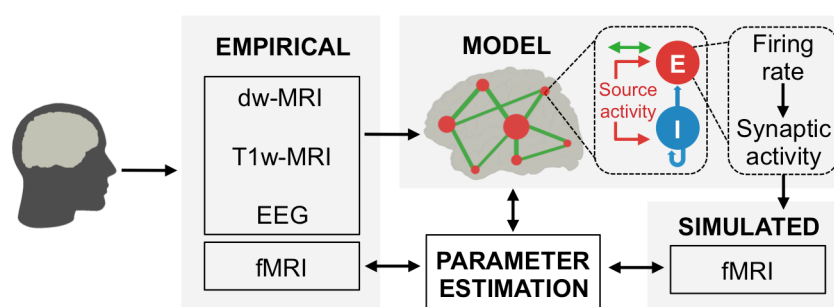 EMPIRICAL
dw-MRI
T1w-MRI
EEG
fMRI
MODEL
Source
activity
E
I
Firing
rate
Synaptic
activity
PARAMETER
ESTIMATION
SIMULATED
fMRI